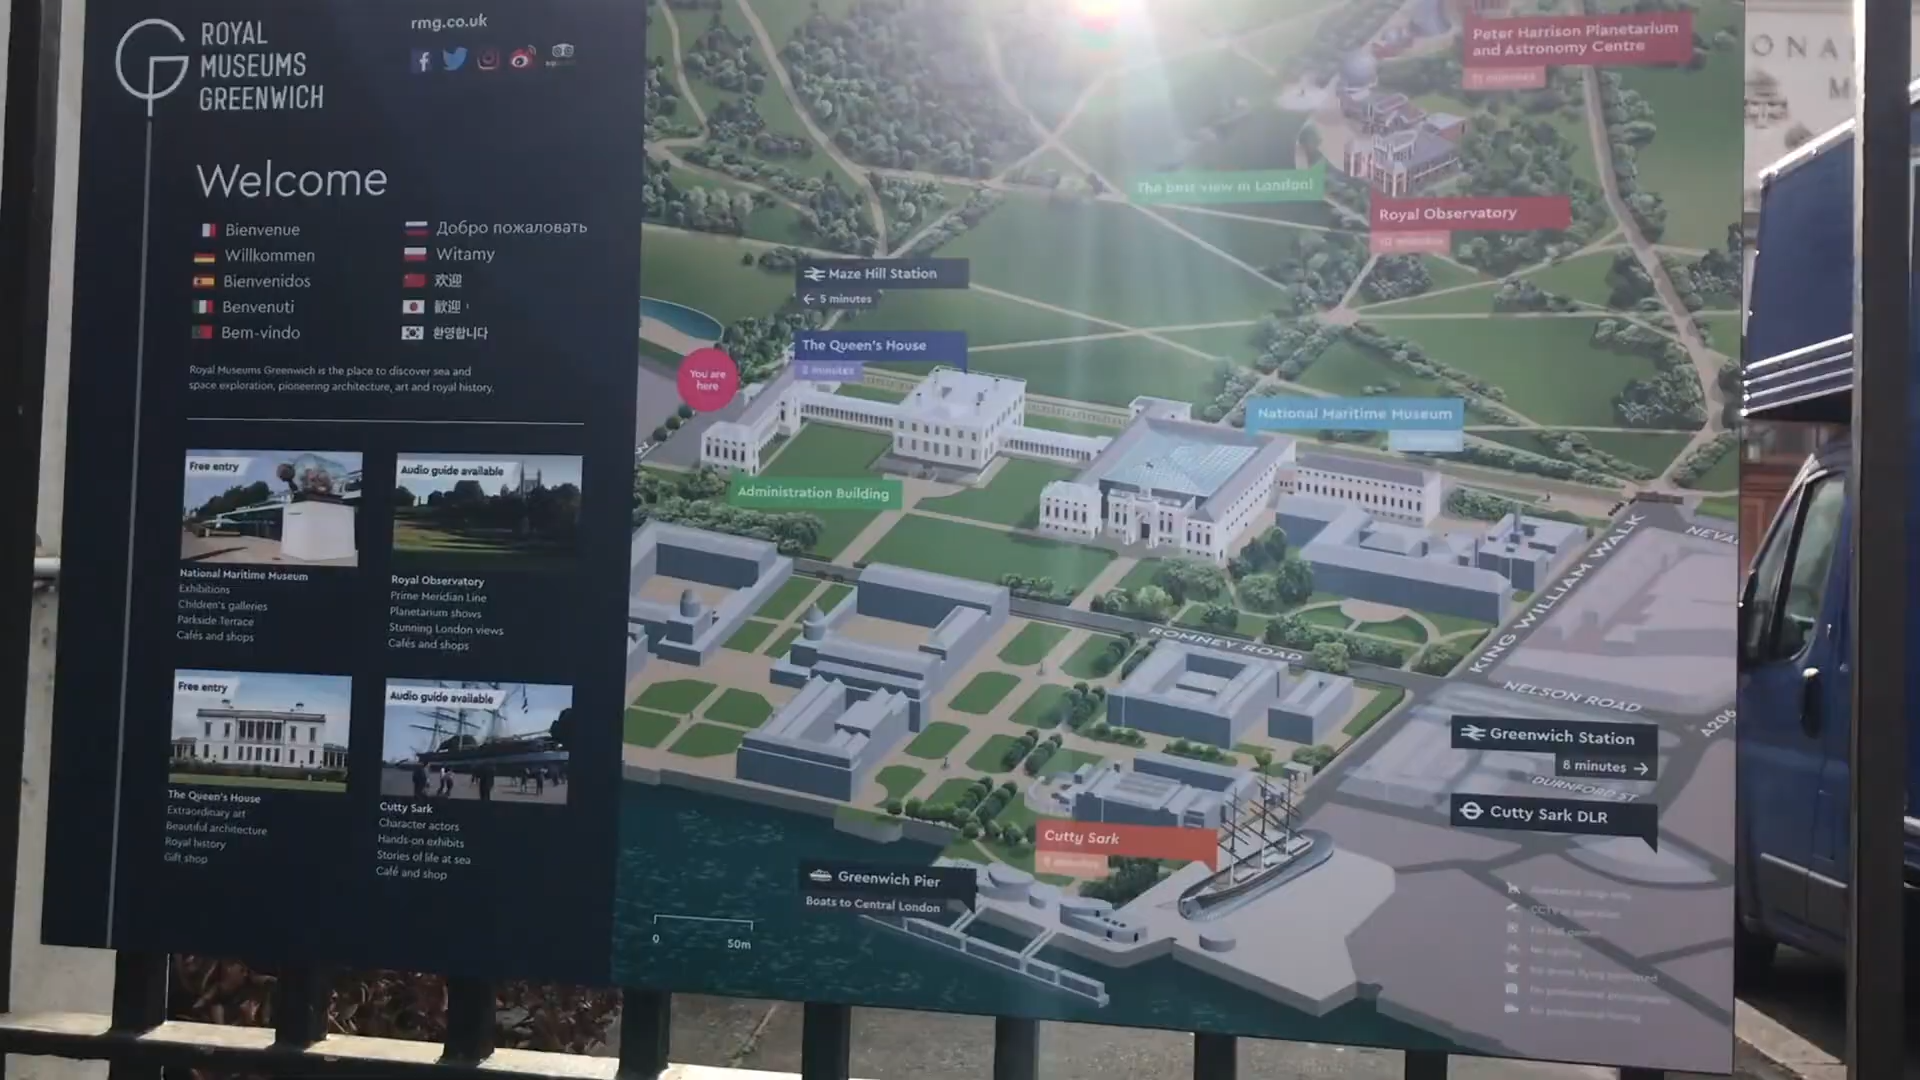 ROYAL
MUSEUMS
GREENWICH
rmg.co.uk
Welcome
Bienvenue
Willkommen
Bienvenidos
Benvenuti
Bem-vindo
Добро пожаловать
Witamy
欢迎
歓迎
환영합니다
Royal Museums Greenwich is the place to discover sea and
space exploration, pioneering architecture, art and royal history.
Free entry
National Maritime Museum
Exhibitions
Children's galleries
Parkside Terrace
Cafés and shops
Audio guide available
Royal Observatory
Prime Meridian Line
Planetarium shows
Stunning London views
Cafés and shops
Free entry
The Queen's House
Extraordinary art
Beautiful architecture
Royal history
Gift shop
Audio guide available
Cutty Sark
Character actors
Hands-on exhibits
Stories of life at sea
Café and shop
Peter Harrison Planetarium
and Astronomy Centre
The best view in London!
Royal Observatory
10 minutes
Maze Hill Station
← 5 minutes
The Queen's House
2 minutes
You are
here
National Maritime Museum
Administration Building
ROMNEY ROAD
KING WILLIAM WALK
NEVA
NELSON ROAD
A206
Greenwich Station
8 minutes →
DURNFORD ST
Cutty Sark DLR
Cutty Sark
Greenwich Pier
Boats to Central London
0 50m
ONA
M